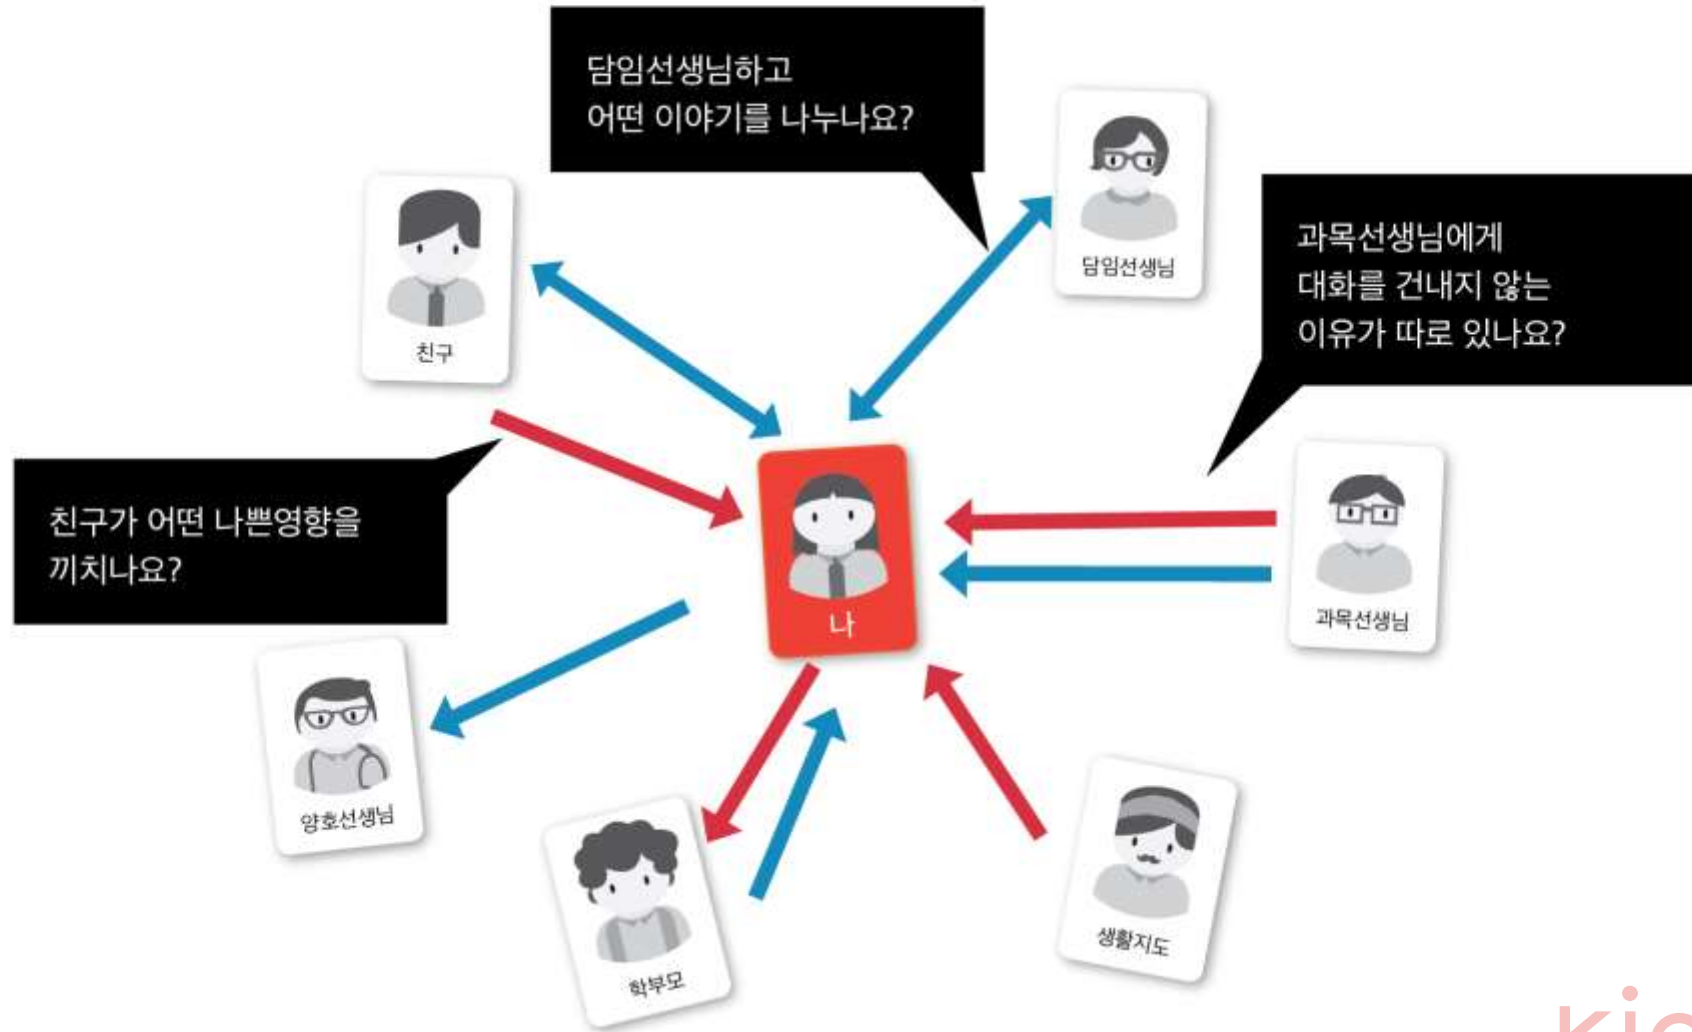 담임선생님하고
어떤 이야기를 나누나요?
담임선생님
과목선생님에게
대화를 건내지 않는
이유가 따로 있나요?
친구
친구가 어떤 나쁜영향을
끼치나요?
나
과목선생님
양호선생님
학부모
생활지도